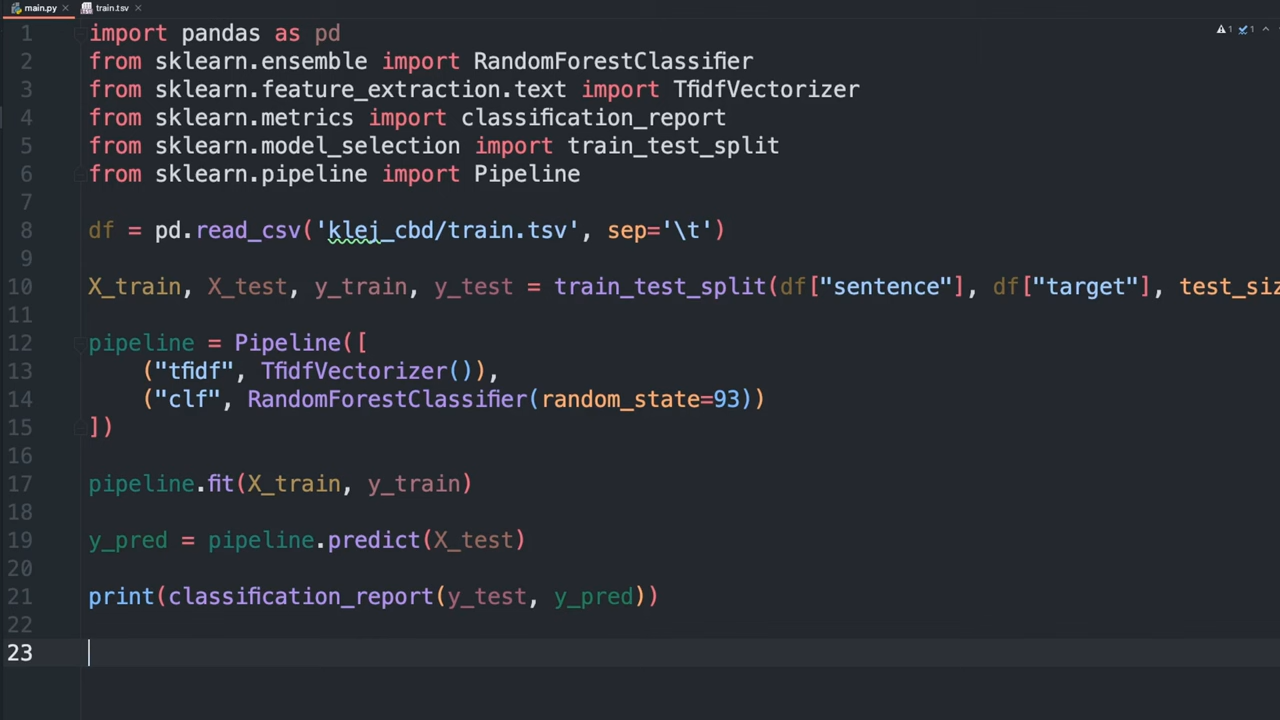 main.py
train.tsv
1 import pandas as pd
2 from sklearn.ensemble import RandomForestClassifier
3 from sklearn.feature_extraction.text import TfidfVectorizer
4 from sklearn.metrics import classification_report
5 from sklearn.model_selection import train_test_split
6 from sklearn.pipeline import Pipeline
7
8 df = pd.read_csv('klej_cbd/train.tsv', sep='\t')
9
10 X_train, X_test, y_train, y_test = train_test_split(df["sentence"], df["target"], test_siz
11
12 pipeline = Pipeline([
13 ("tfidf", TfidfVectorizer()),
14 ("clf", RandomForestClassifier(random_state=93))
15 ])
16
17 pipeline.fit(X_train, y_train)
18
19 y_pred = pipeline.predict(X_test)
20
21 print(classification_report(y_test, y_pred))
22
23
1 1